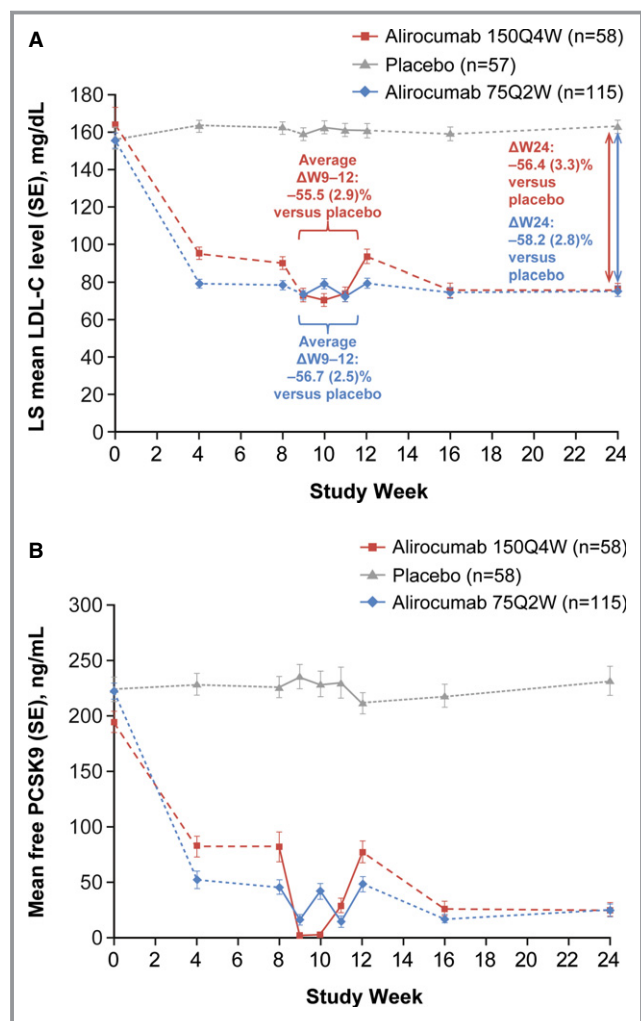 A
Alirocumab 150Q4W (n=58)
Placebo (n=57)
Alirocumab 75Q2W (n=115)
LS mean LDL-C level (SE), mg/dL
180
160
140
120
100
80
60
40
20
0
Average
ΔW9–12:
–55.5 (2.9)%
versus placebo
ΔW24:
–56.4 (3.3)%
versus
placebo
ΔW24:
–58.2 (2.8)%
versus
placebo
Average
ΔW9–12:
–56.7 (2.5)%
versus placebo
0 2 4 6 8 10 12 14 16 18 20 22 24
Study Week
B
Alirocumab 150Q4W (n=58)
Placebo (n=58)
Alirocumab 75Q2W (n=115)
Mean free PCSK9 (SE), ng/mL
300
250
200
150
100
50
0
0 2 4 6 8 10 12 14 16 18 20 22 24
Study Week